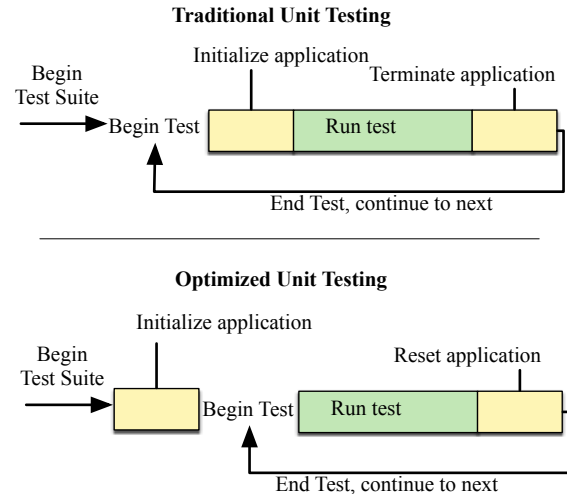 Traditional Unit Testing
Initialize application
Terminate application
Begin
Test Suite
Begin Test
Run test
End Test, continue to next
Optimized Unit Testing
Initialize application
Begin
Test Suite
Reset application
Begin Test
Run test
End Test, continue to next